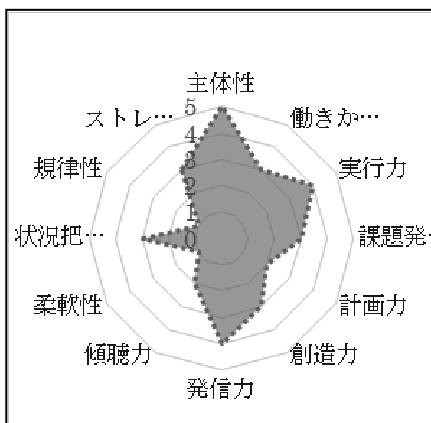 主体性
働きか…
実行力
課題発…
計画力
創造力
発信力
傾聴力
柔軟性
状況把…
規律性
ストレ…
5
4
3
2
1
0